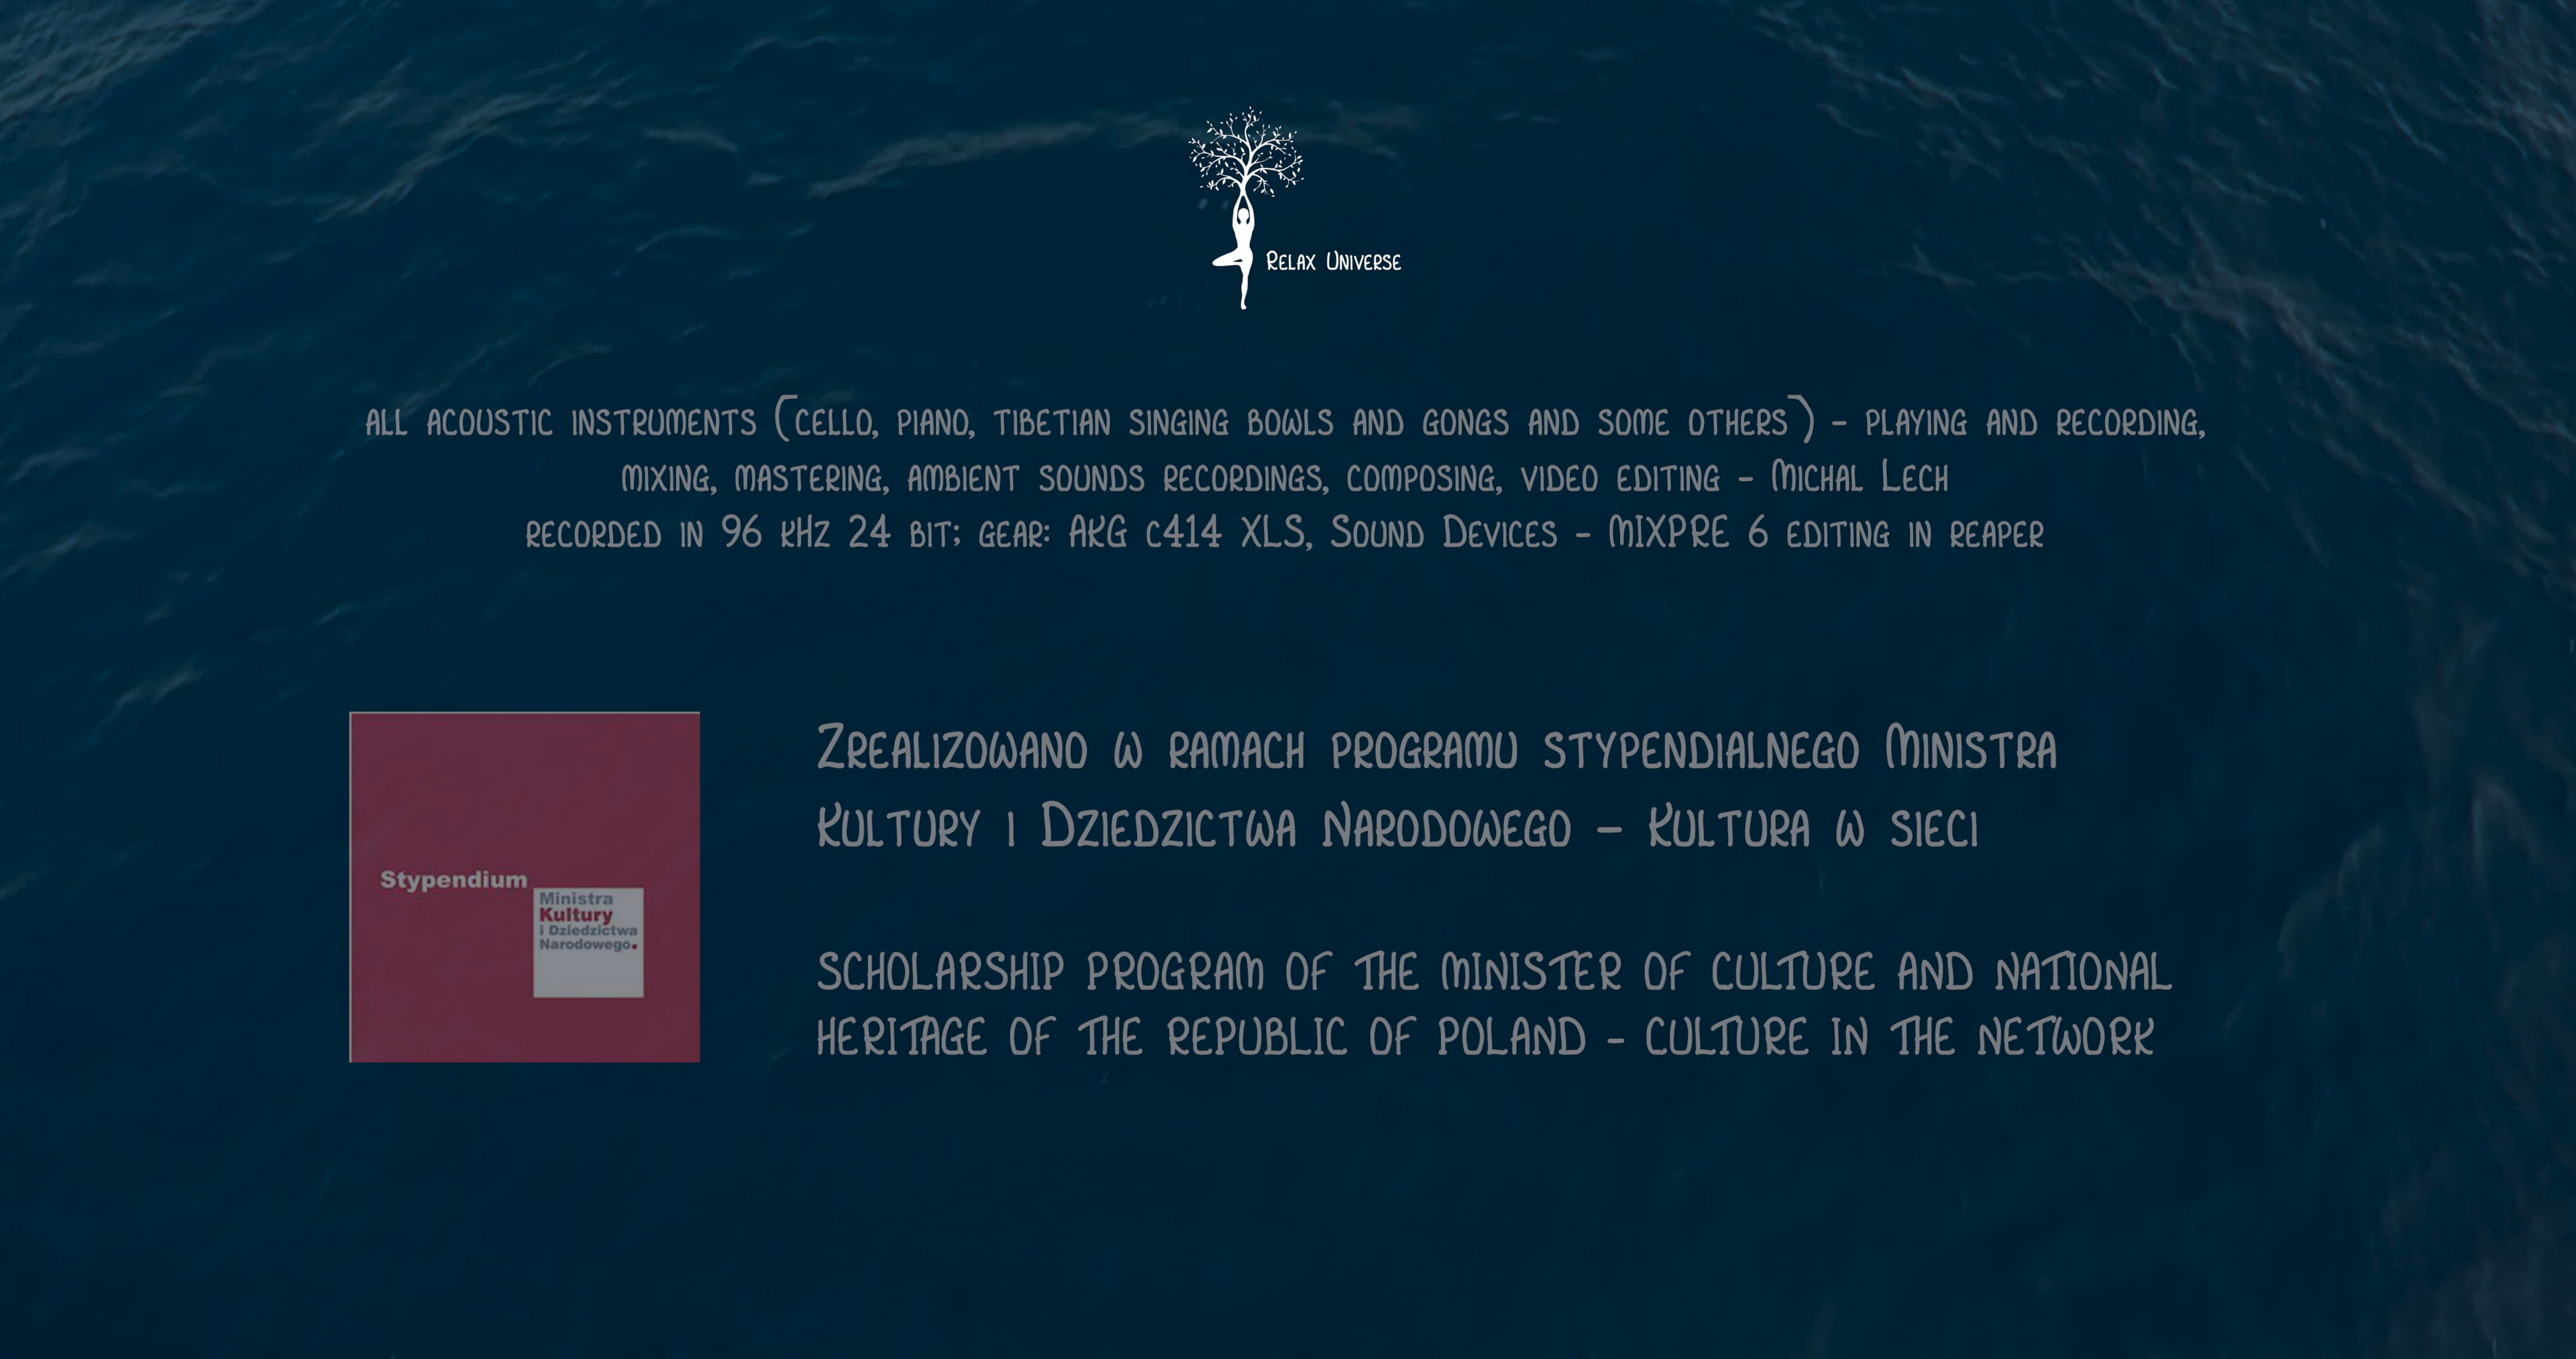 Relax Universe
all acoustic instruments (cello, piano, tibetian singing bowls and gongs and some others) - playing and recording,
mixing, mastering, ambient sounds recordings, composing, video editing - Michal Lech
recorded in 96 kHz 24 bit; gear: AKG c414 XLS, Sound Devices - MIXPRE 6 editing in reaper
Stypendium
Ministra
Kultury
i Dziedzictwa
Narodowego.
Zrealizowano w ramach programu stypendialnego Ministra
Kultury i Dziedzictwa Narodowego – Kultura w sieci
SCHOLARSHIP PROGRAM OF THE MINISTER OF CULTURE AND NATIONAL
HERITAGE OF THE REPUBLIC OF POLAND - CULTURE IN THE NETWORK